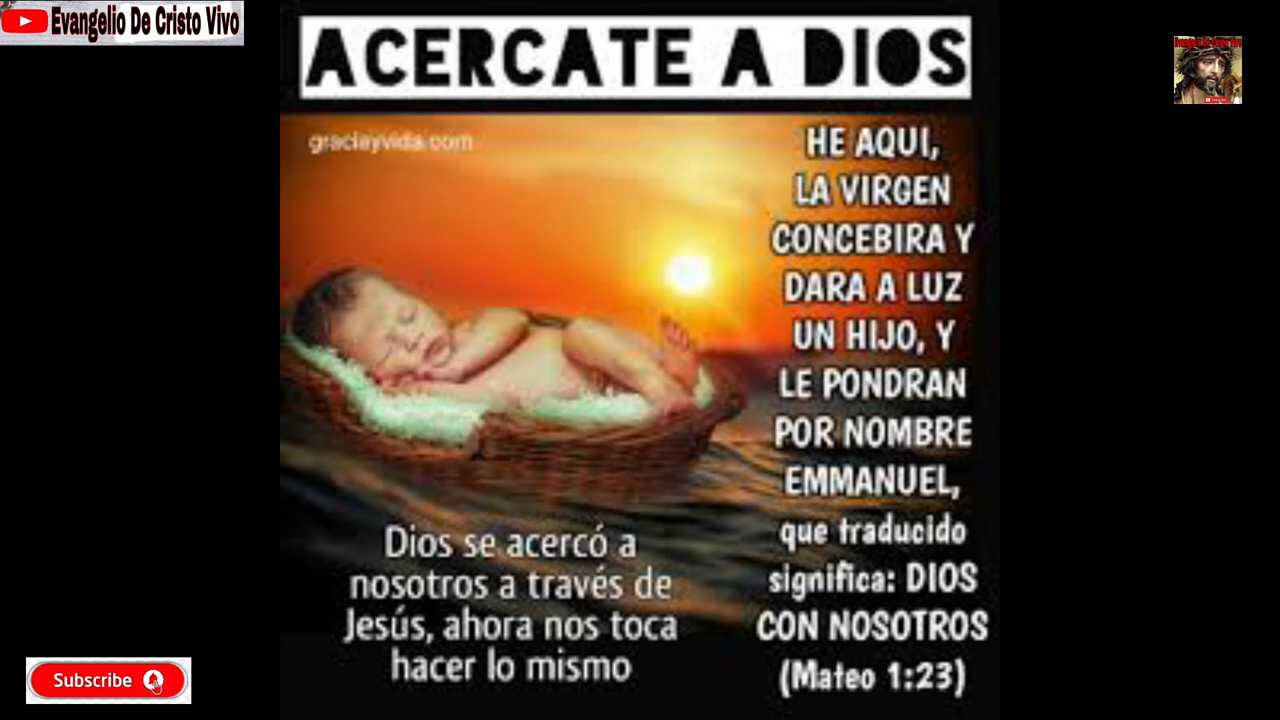 Evangelio De Cristo Vivo
ACERCATE A DIOS
graciayvida.com
HE AQUI,
LA VIRGEN
CONCEBIRA Y
DARA A LUZ
UN HIJO, Y
LE PONDRAN
POR NOMBRE
EMMANUEL,
que traducido
significa: DIOS
CON NOSOTROS
(Mateo 1:23)
Dios se acercó a
nosotros a través de
Jesús, ahora nos toca
hacer lo mismo
Subscribe